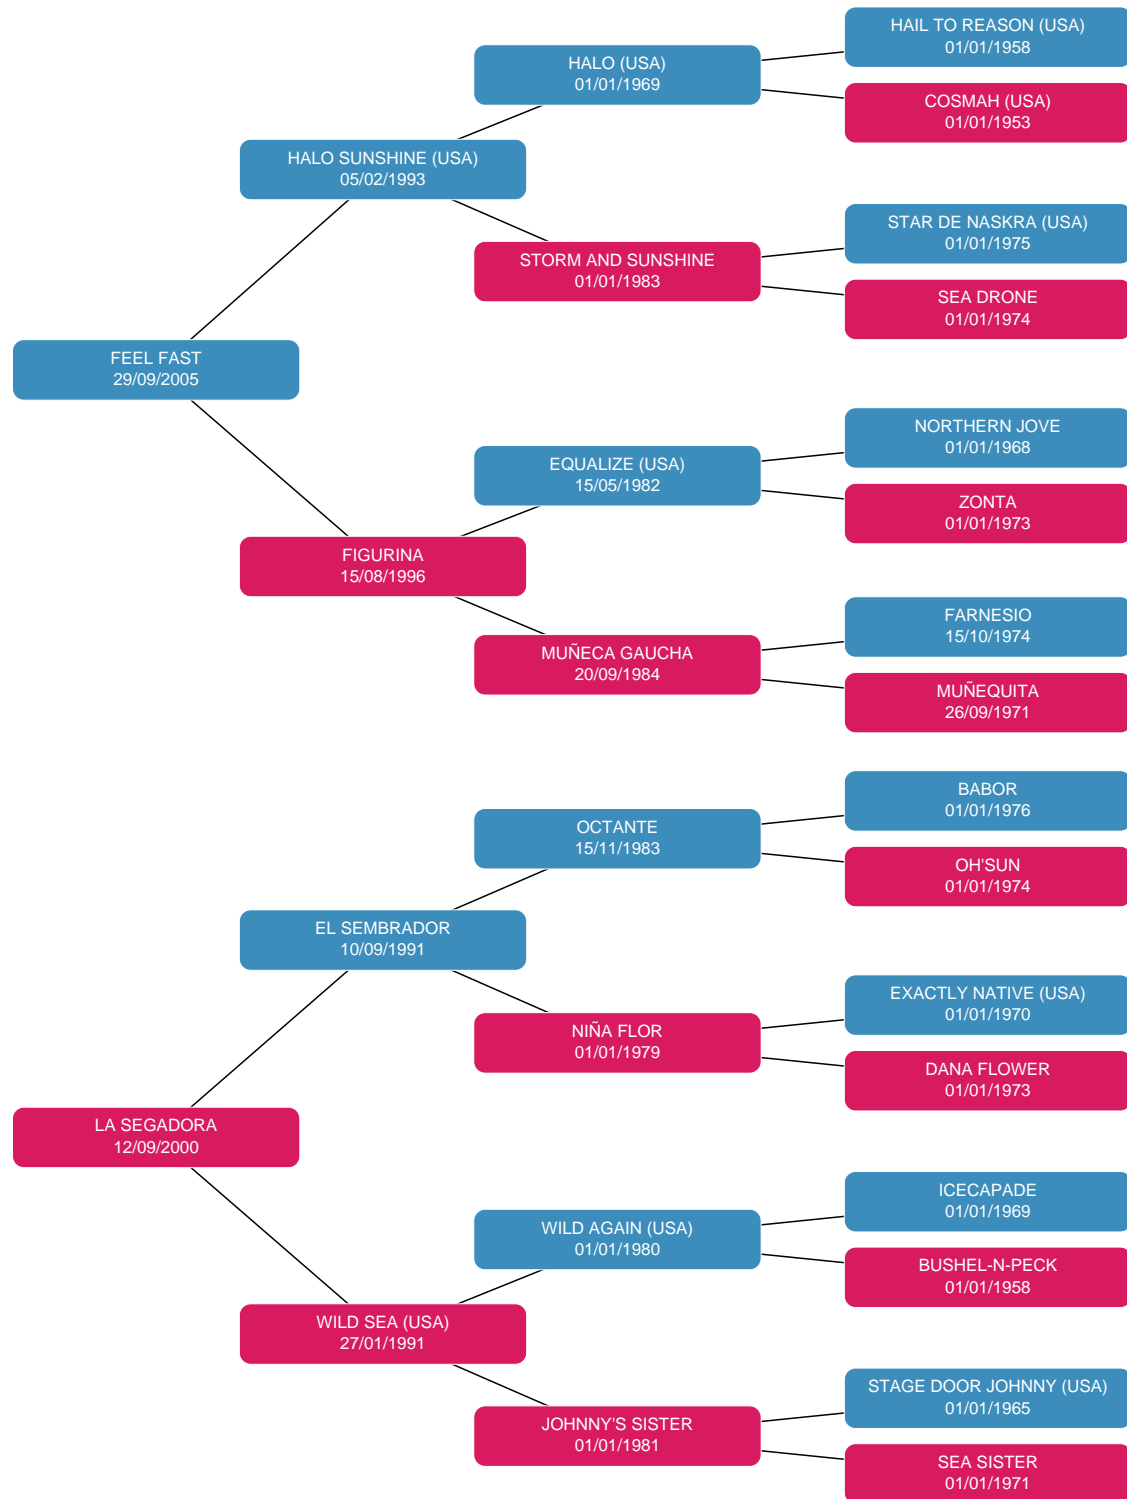 HAIL TO REASON (USA)
01/01/1958
HALO (USA)
01/01/1969
COSMAH (USA)
01/01/1953
HALO SUNSHINE (USA)
05/02/1993
STAR DE NASKRA (USA)
01/01/1975
STORM AND SUNSHINE
01/01/1983
SEA DRONE
01/01/1974
FEEL FAST
29/09/2005
NORTHERN JOVE
01/01/1968
EQUALIZE (USA)
15/05/1982
ZONTA
01/01/1973
FIGURINA
15/08/1996
FARNESIO
15/10/1974
MUÑECA GAUCHA
20/09/1984
MUÑEQUITA
26/09/1971
BABOR
01/01/1976
OCTANTE
15/11/1983
OH'SUN
01/01/1974
EL SEMBRADOR
10/09/1991
EXACTLY NATIVE (USA)
01/01/1970
NIÑA FLOR
01/01/1979
DANA FLOWER
01/01/1973
LA SEGADORA
12/09/2000
ICECAPADE
01/01/1969
WILD AGAIN (USA)
01/01/1980
BUSHEL-N-PECK
01/01/1958
WILD SEA (USA)
27/01/1991
STAGE DOOR JOHNNY (USA)
01/01/1965
JOHNNY'S SISTER
01/01/1981
SEA SISTER
01/01/1971